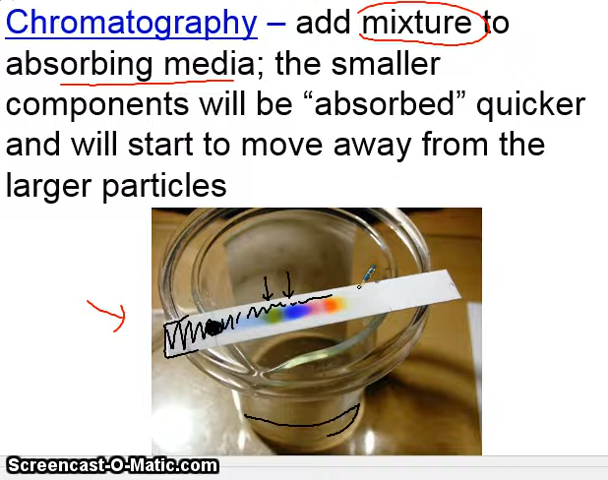 Chromatography – add mixture to
absorbing media; the smaller
components will be “absorbed” quicker
and will start to move away from the
larger particles
Screencast-O-Matic.com